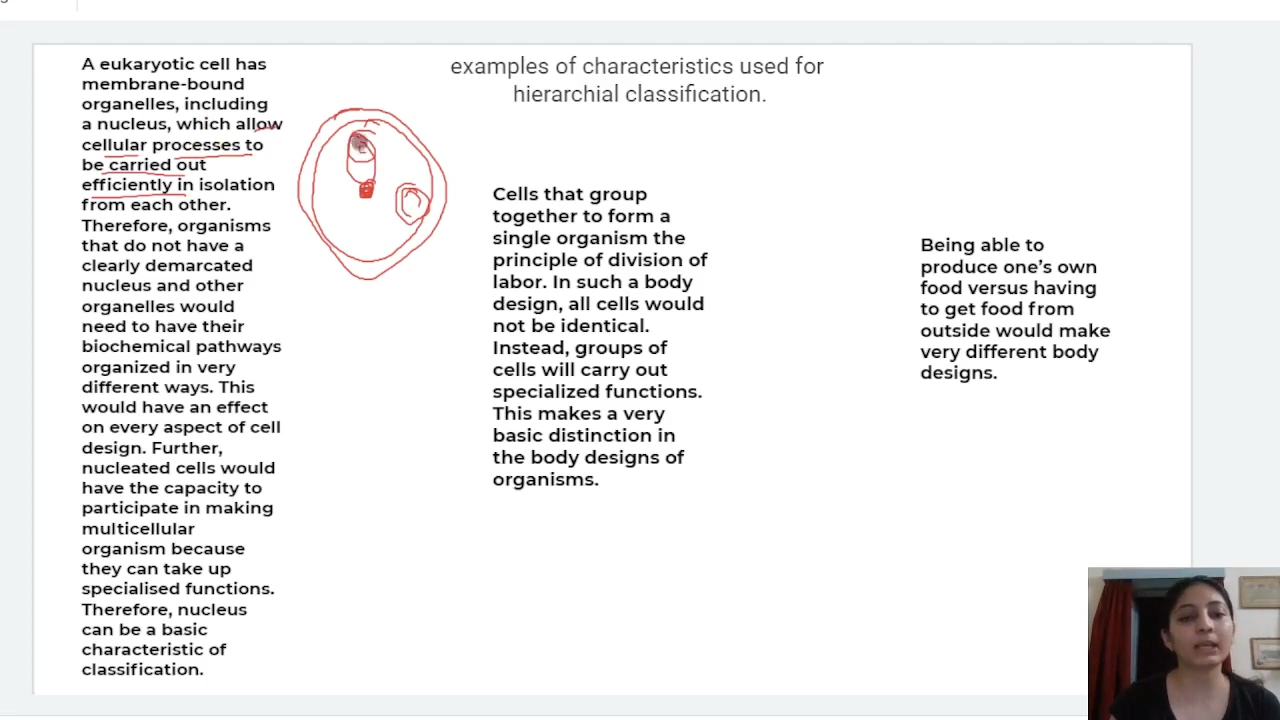 examples of characteristics used for
hierarchial classification.
A eukaryotic cell has
membrane-bound
organelles, including
a nucleus, which allow
cellular processes to
be carried out
efficiently in isolation
from each other.
Therefore, organisms
that do not have a
clearly demarcated
nucleus and other
organelles would
need to have their
biochemical pathways
organized in very
different ways. This
would have an effect
on every aspect of cell
design. Further,
nucleated cells would
have the capacity to
participate in making
multicellular
organism because
they can take up
specialised functions.
Therefore, nucleus
can be a basic
characteristic of
classification.
Cells that group
together to form a
single organism the
principle of division of
labor. In such a body
design, all cells would
not be identical.
Instead, groups of
cells will carry out
specialized functions.
This makes a very
basic distinction in
the body designs of
organisms.
Being able to
produce one’s own
food versus having
to get food from
outside would make
very different body
designs.